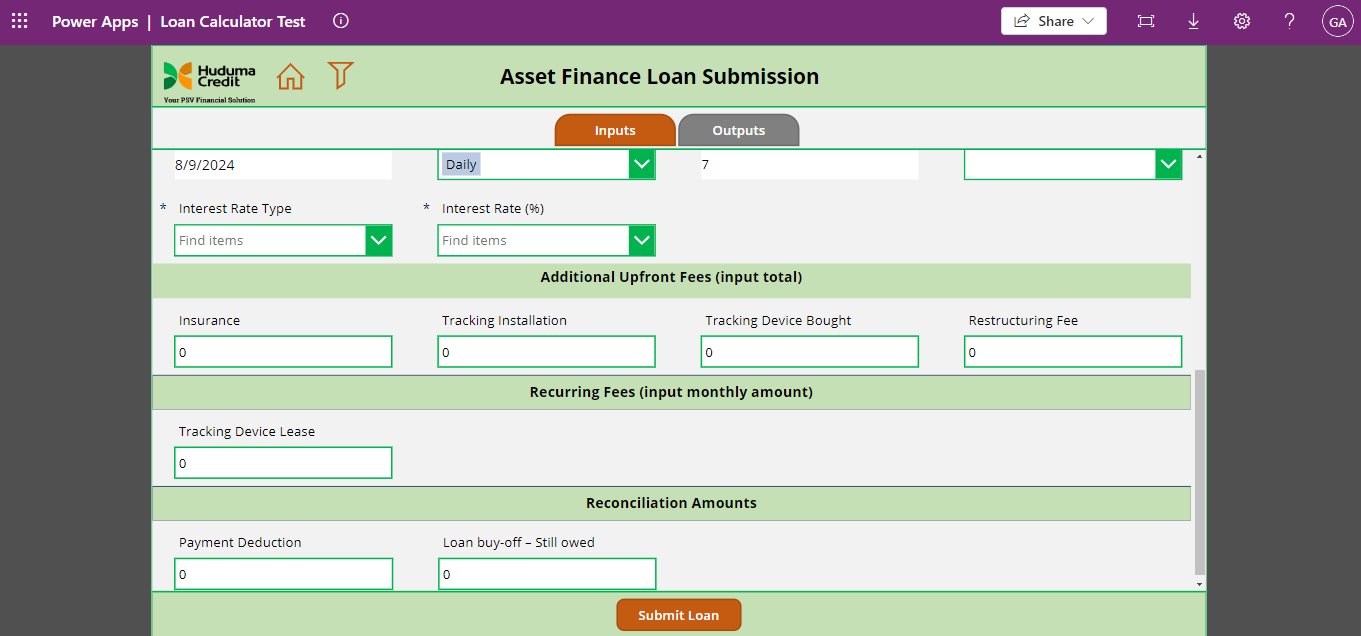 Power Apps | Loan Calculator Test
Share
?
GA
Huduma
Credit
Your PSV Financial Solution
Asset Finance Loan Submission
Inputs
Outputs
8/9/2024
Daily
7
* Interest Rate Type
* Interest Rate (%)
Find items
Find items
Additional Upfront Fees (input total)
Insurance
Tracking Installation
Tracking Device Bought
Restructuring Fee
0
0
0
0
Recurring Fees (input monthly amount)
Tracking Device Lease
0
Reconciliation Amounts
Payment Deduction
Loan buy-off – Still owed
0
0
Submit Loan